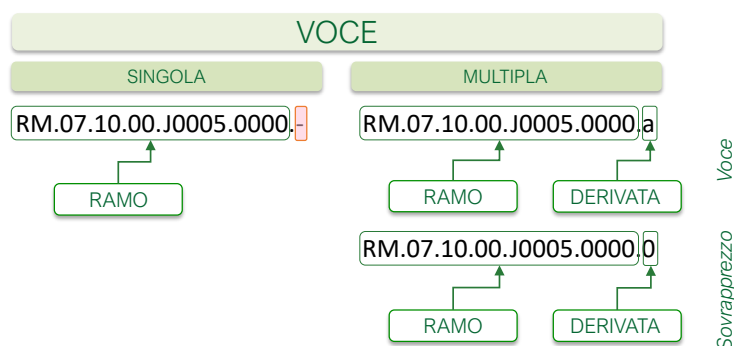 VOCE
SINGOLA
MULTIPLA
RM.07.10.00.J0005.0000.-
RM.07.10.00.J0005.0000.a
Voce
RAMO
RAMO
DERIVATA
RM.07.10.00.J0005.0000.0
Sovrapprezzo
RAMO
DERIVATA